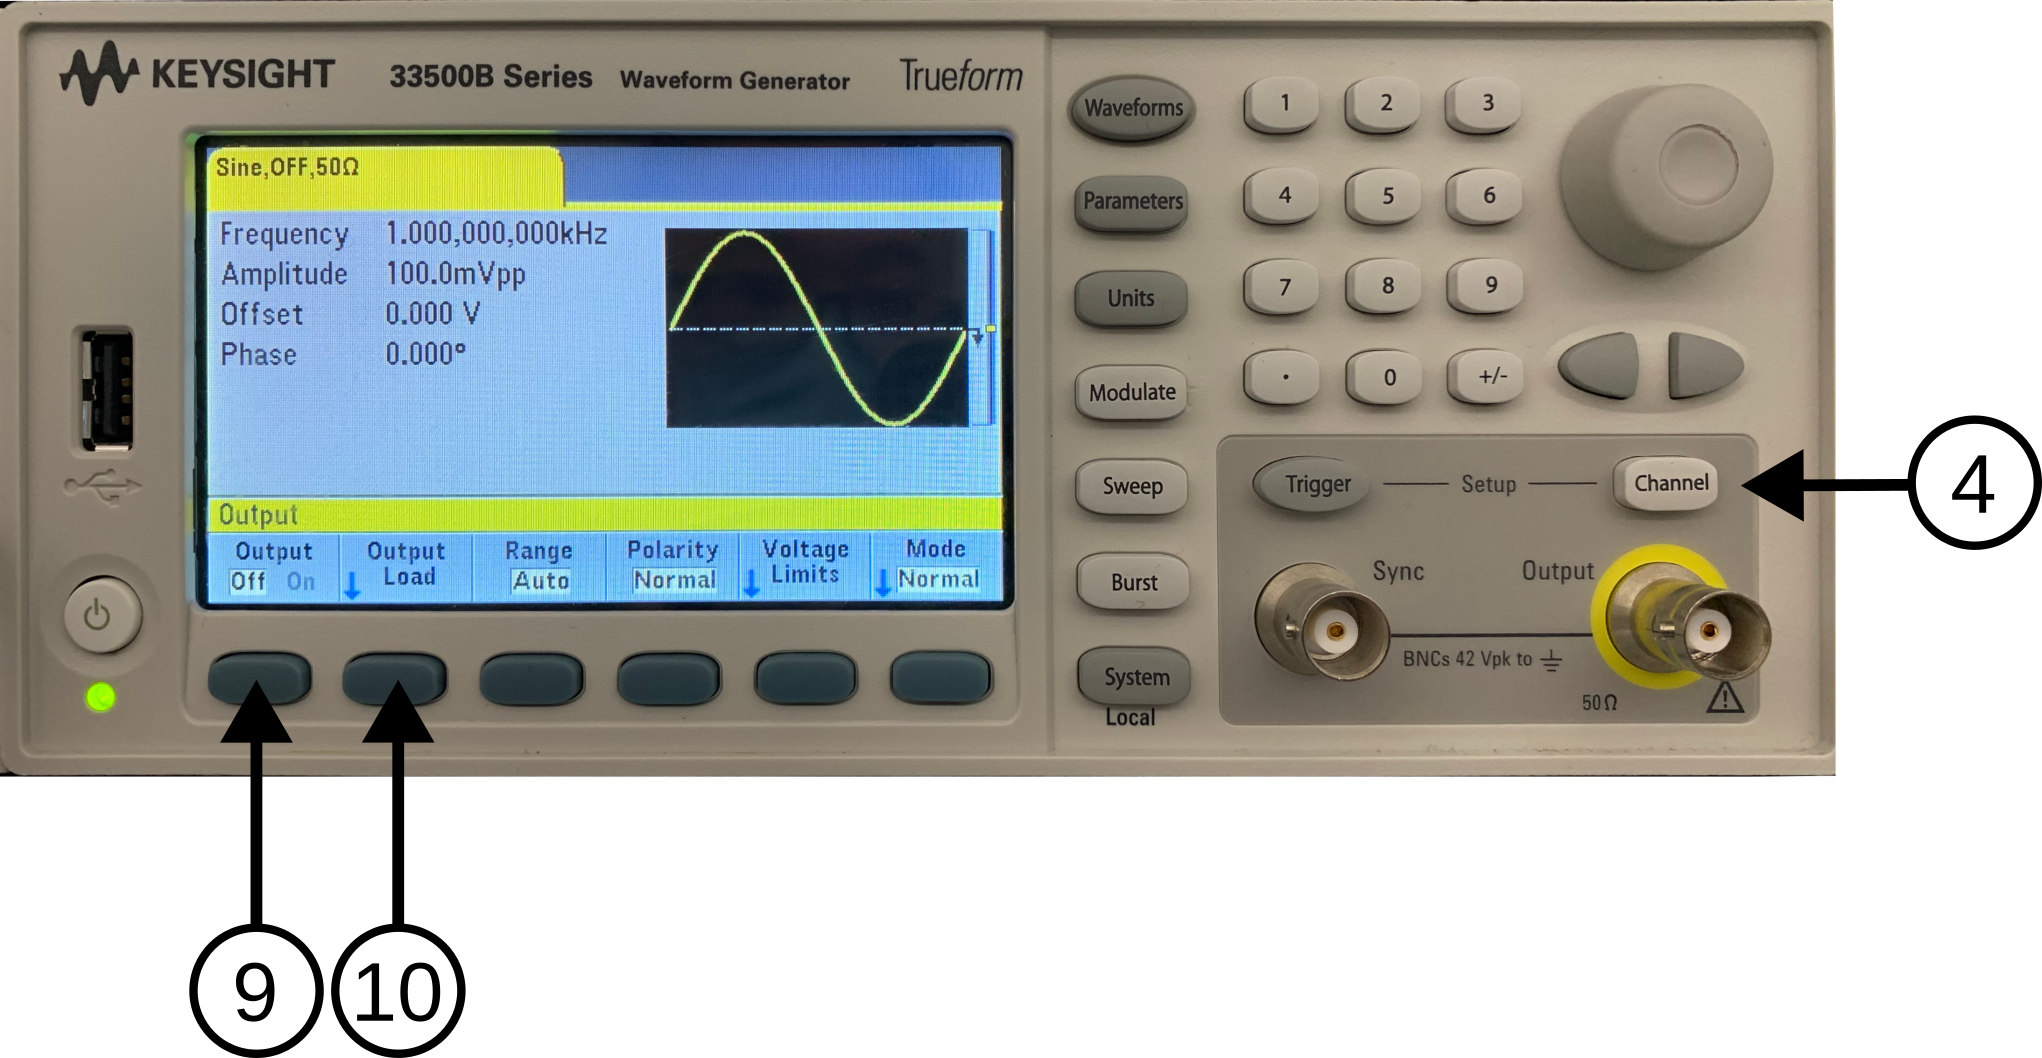 KEYSIGHT 33500B Series Waveform Generator Trueform
Sine,OFF,50Ω
Frequency 1.000,000,000kHz
Amplitude 100.0mVpp
Offset 0.000 V
Phase 0.000°
Output
Output Off On
Output Load
Range Auto
Polarity Normal
Voltage Limits
Mode Normal
Waveforms
Parameters
Units
Modulate
Sweep
Burst
System
Local
1 2 3
4 5 6
7 8 9
. 0 +/-
Trigger Setup Channel
Sync Output
BNCs 42 Vpk to
50Ω
4
9 10